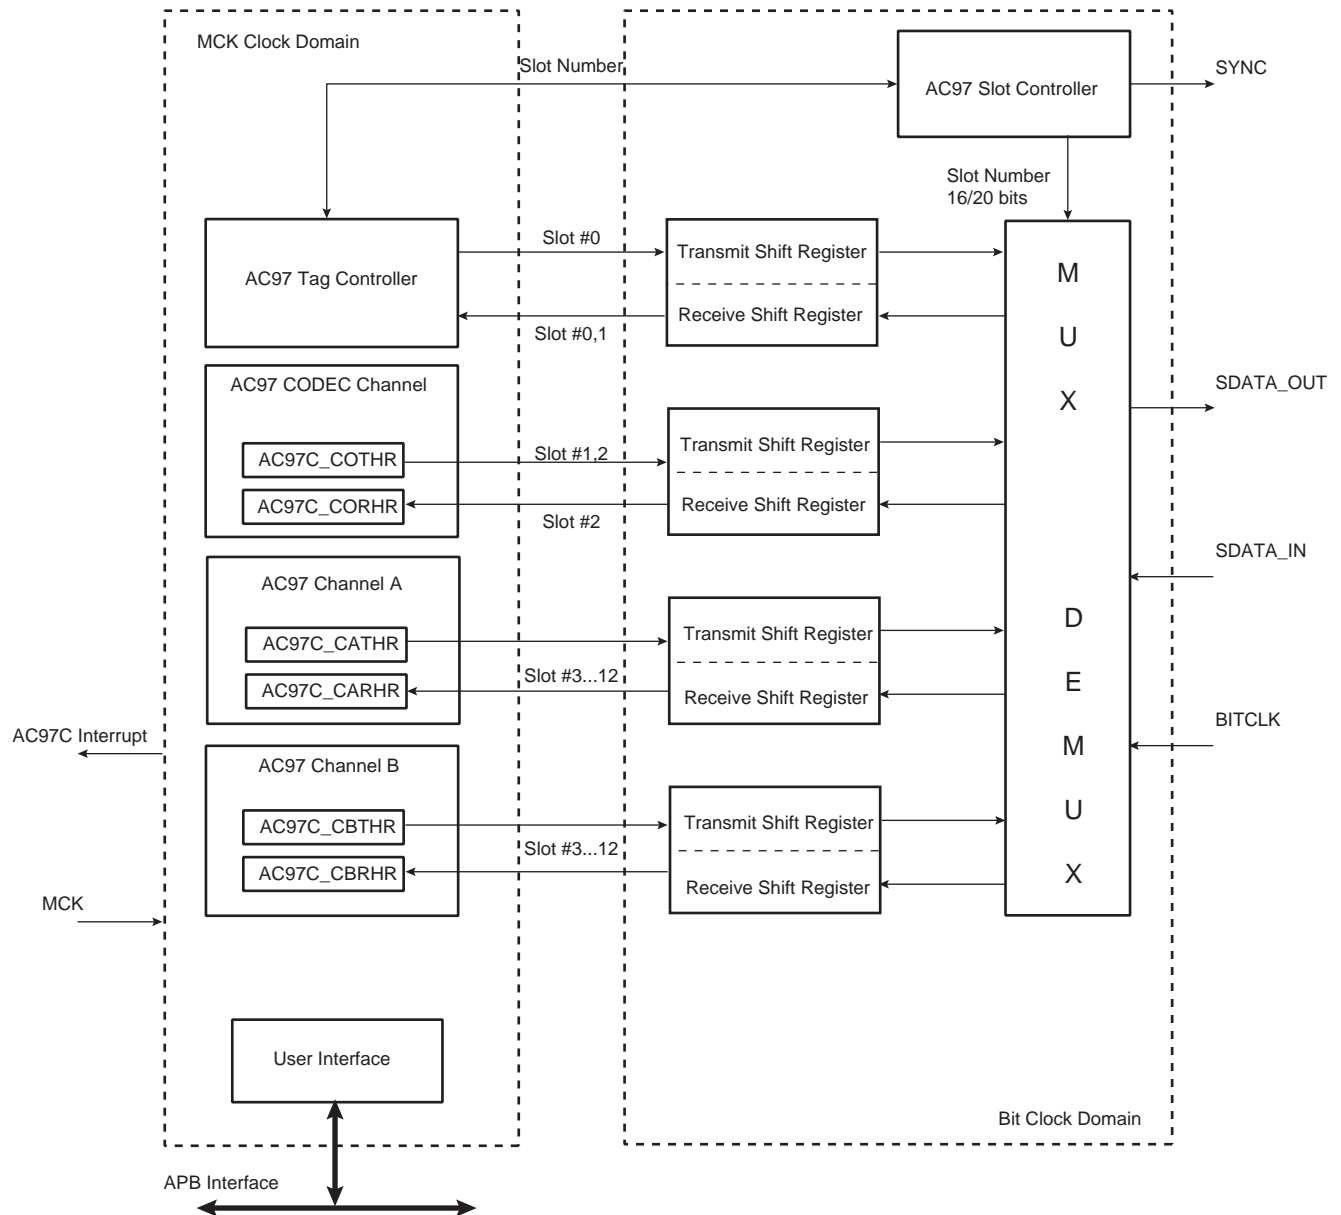 MCK Clock Domain
Slot Number
AC97 Slot Controller
SYNC
Slot Number
16/20 bits
AC97 Tag Controller
Slot #0
Slot #0,1
Transmit Shift Register
Receive Shift Register
M
U
X
D
E
M
U
X
AC97 CODEC Channel
AC97C_COTHR
AC97C_CORHR
Slot #1,2
Slot #2
Transmit Shift Register
Receive Shift Register
SDATA_OUT
SDATA_IN
AC97 Channel A
AC97C_CATHR
AC97C_CARHR
Slot #3...12
Transmit Shift Register
Receive Shift Register
BITCLK
AC97C Interrupt
AC97 Channel B
AC97C_CBTHR
AC97C_CBRHR
Slot #3...12
Transmit Shift Register
Receive Shift Register
MCK
User Interface
Bit Clock Domain
APB Interface